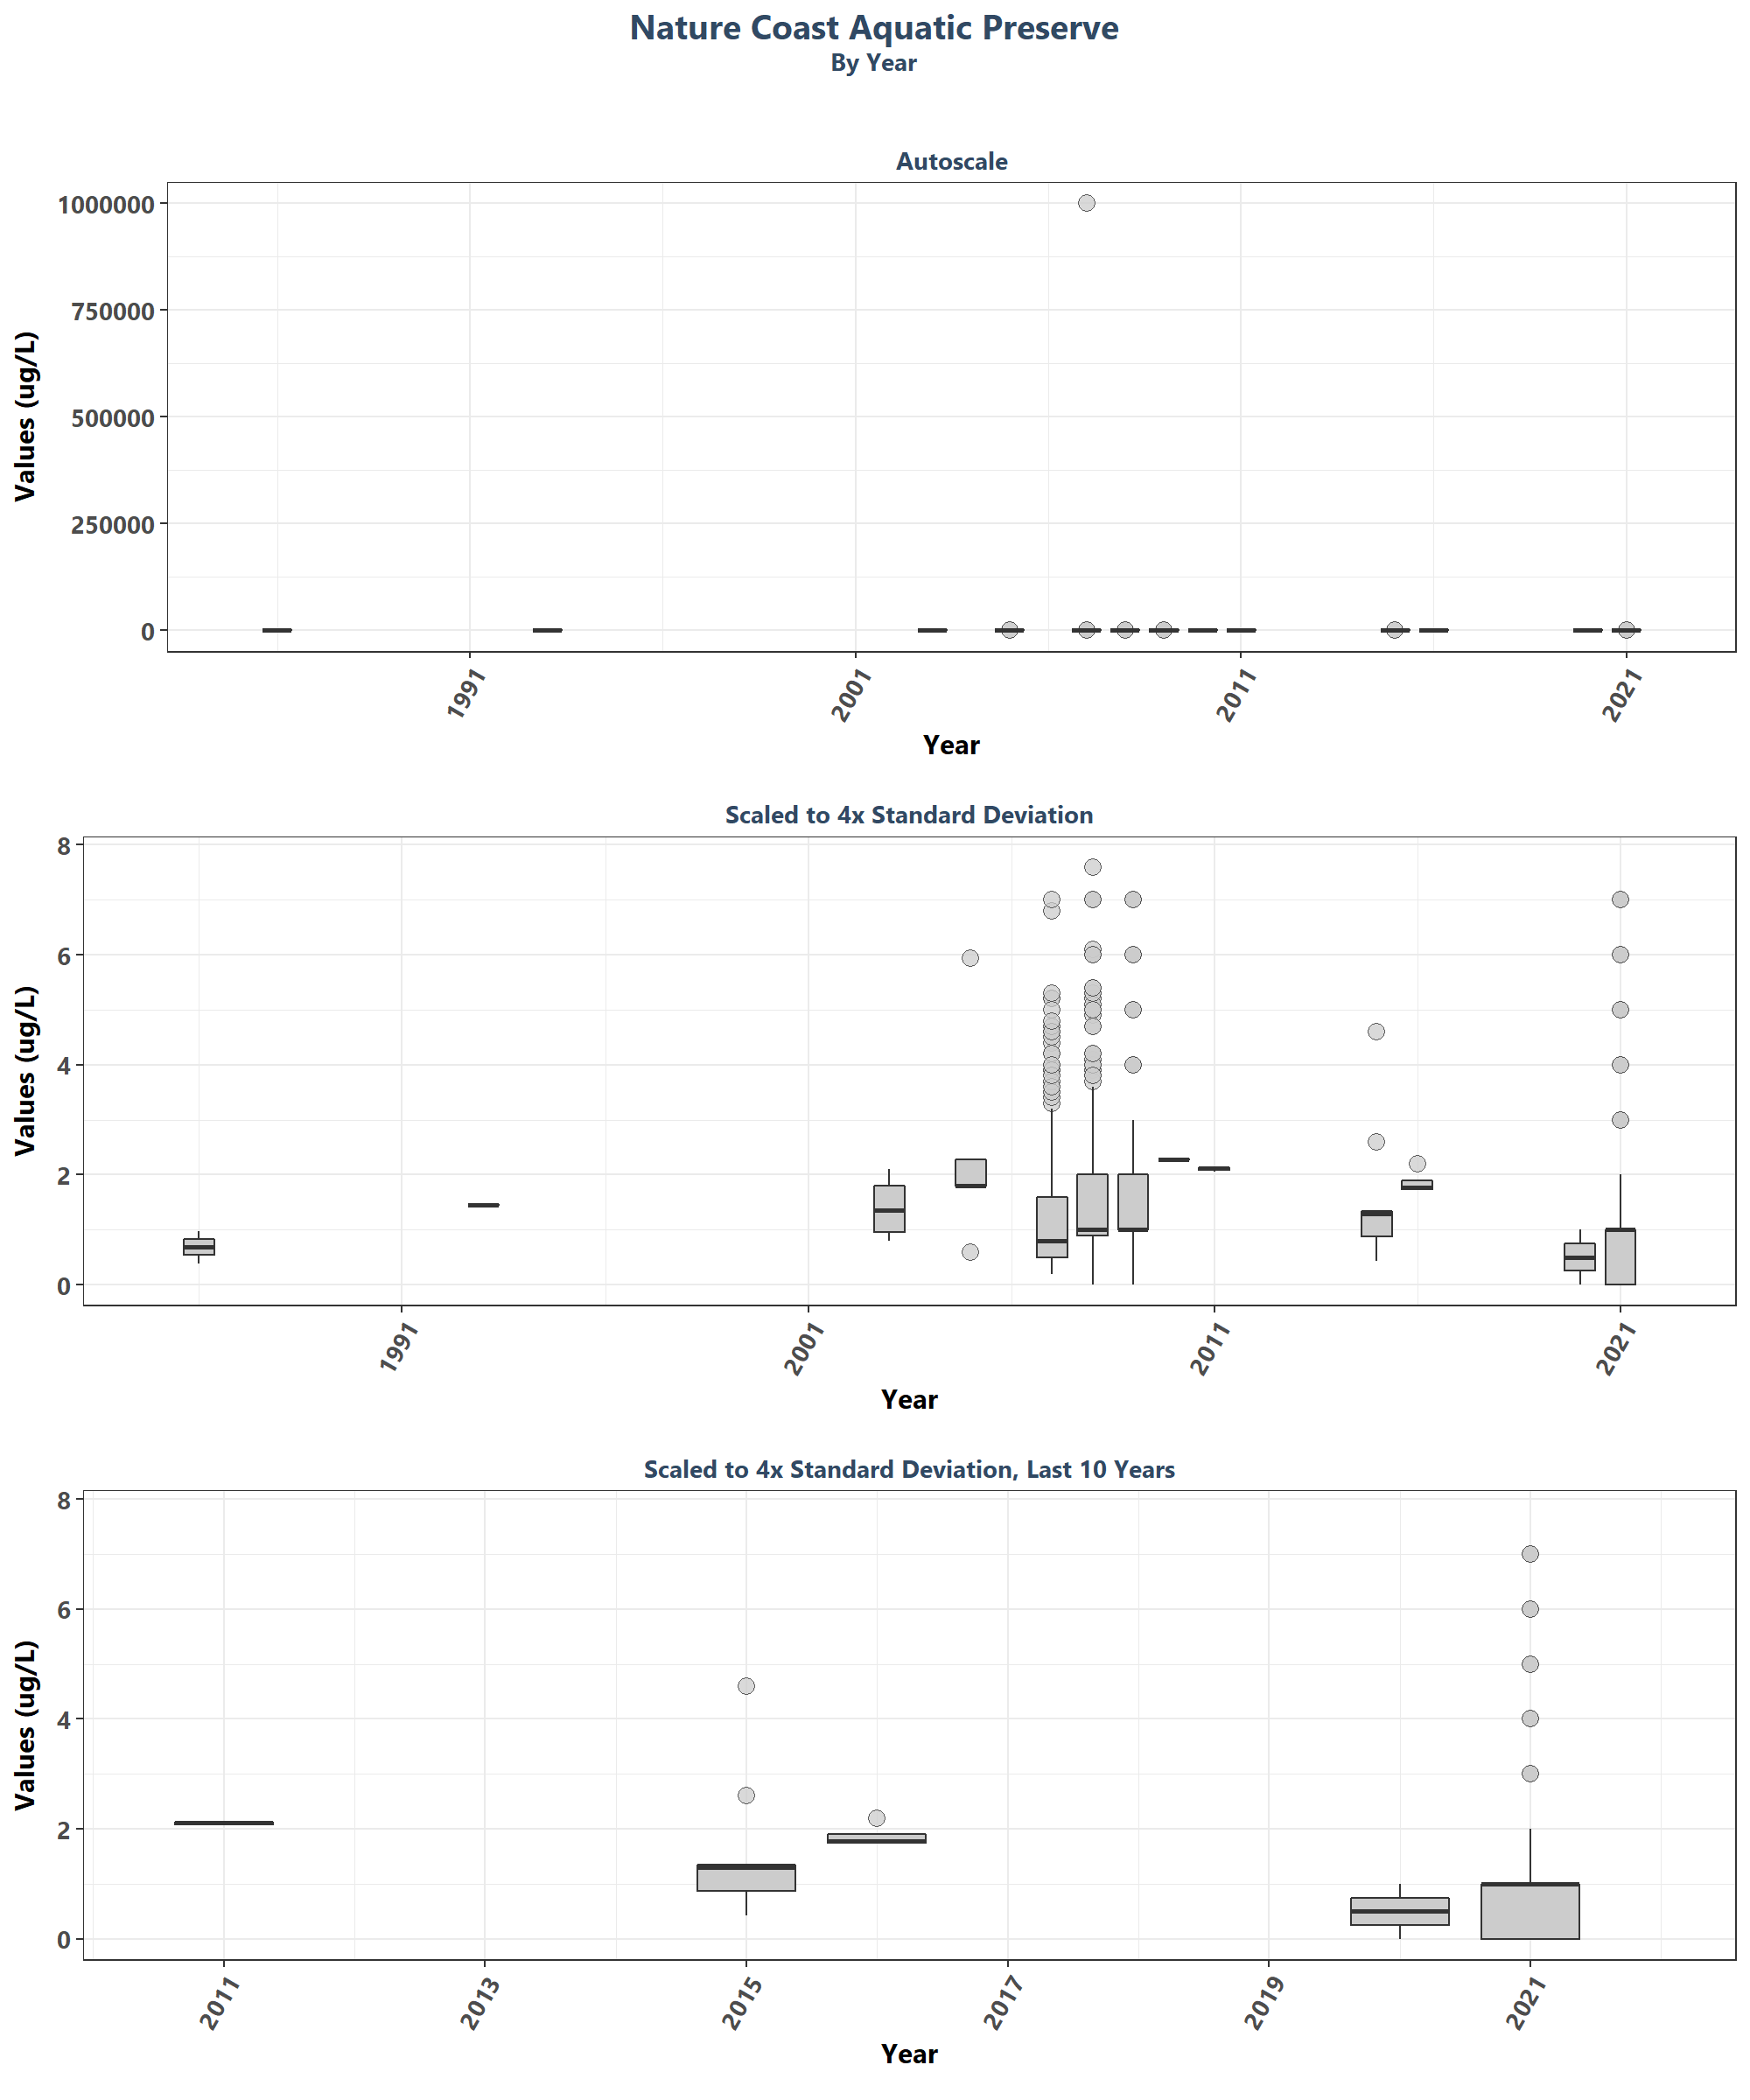 Nature Coast Aquatic Preserve
By Year
Autoscale
Values (ug/L)
1000000
750000
500000
250000
0
1991
2001
2011
2021
Year
Scaled to 4x Standard Deviation
Values (ug/L)
8
6
4
2
0
1991
2001
2011
2021
Year
Scaled to 4x Standard Deviation, Last 10 Years
Values (ug/L)
8
6
4
2
0
2011
2013
2015
2017
2019
2021
Year